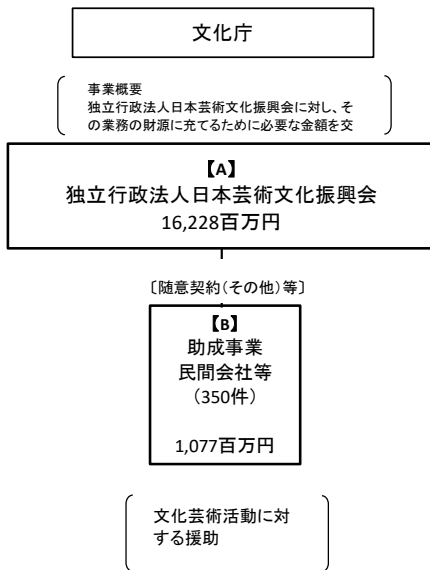 文化庁
事業概要
独立行政法人日本芸術文化振興会に対し、そ
の業務の財源に充てるために必要な金額を交
【A】
独立行政法人日本芸術文化振興会
16,228百万円
〔随意契約(その他)等〕
【B】
助成事業
民間会社等
(350件)
1,077百万円
文化芸術活動に対
する援助